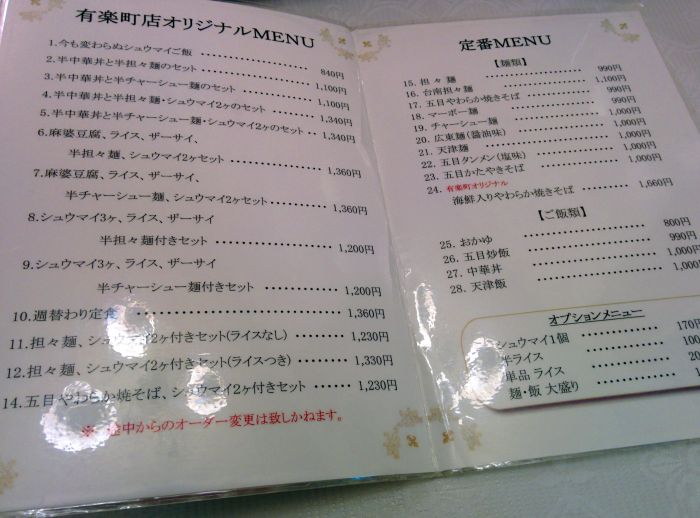 有楽町店オリジナルMENU
1.今も変わらぬシュウマイご飯 ・・・・・・・・・・・・・ 840円
2.半中華丼と半担々麺のセット ・・・・・・・・・・・・ 1,100円
3.半中華丼と半チャーシュー麺のセット ・・・・・・・・ 1,100円
4.半中華丼と半担々麺・シュウマイ2ヶのセット ・・・・・ 1,340円
5.半中華丼と半チャーシュー麺・シュウマイ2ヶのセット ・・ 1,340円
6.麻婆豆腐、ライス、ザーサイ、
半担々麺、シュウマイ2ヶセット ・・・・・・・・・ 1,360円
7.麻婆豆腐、ライス、ザーサイ、
半チャーシュー麺、シュウマイ2ヶセット ・・・・・・ 1,360円
8.シュウマイ3ヶ、ライス、ザーサイ
半担々麺付きセット ・・・・・・・・・・・・ 1,200円
9.シュウマイ3ヶ、ライス、ザーサイ
半チャーシュー麺付きセット ・・・・・・・・ 1,200円
10.週替わり定食 ・・・・・・・・・・・・・・・・・・ 1,360円
11.担々麺、シュウマイ2ヶ付きセット(ライスなし) ・・・・・ 1,230円
12.担々麺、シュウマイ2ヶ付きセット(ライスつき) ・・・・・ 1,330円
14.五目やわらか焼そば、シュウマイ2ヶ付きセット ・・・・・ 1,230円
※ 途中からのオーダー変更は致しかねます。
定番MENU
【麺類】
15. 担々麺 ・・・・・・・・・・・ 990円
16. 台南担々麺 ・・・・・・・・・ 1,100円
17. 五目やわらか焼きそば ・・・・ 990円
18. マーボー麺 ・・・・・・・・・ 990円
19. チャーシュー麺 ・・・・・・・ 1,000円
20. 広東麺(醤油味) ・・・・・・・ 1,000円
21. 天津麺 ・・・・・・・・・・・ 1,000円
22. 五目タンメン(塩味) ・・・・・ 1,000円
23. 五目かたやきそば ・・・・・・ 1,000円
24. 有楽町オリジナル
海鮮入りやわらか焼きそば ・・・・・・ 1,660円
【ご飯類】
25. おかゆ ・・・・・・・・・・・ 800円
26. 五目炒飯 ・・・・・・・・・・ 990円
27. 中華丼 ・・・・・・・・・・・ 1,000円
28. 天津飯 ・・・・・・・・・・・ 1,000
オプションメニュー
シュウマイ1個 ・・・・・・・・・ 170円
半ライス ・・・・・・・・・ 100
単品 ライス ・・・・・・・・・
麺・飯 大盛り ・・・・・・・・・